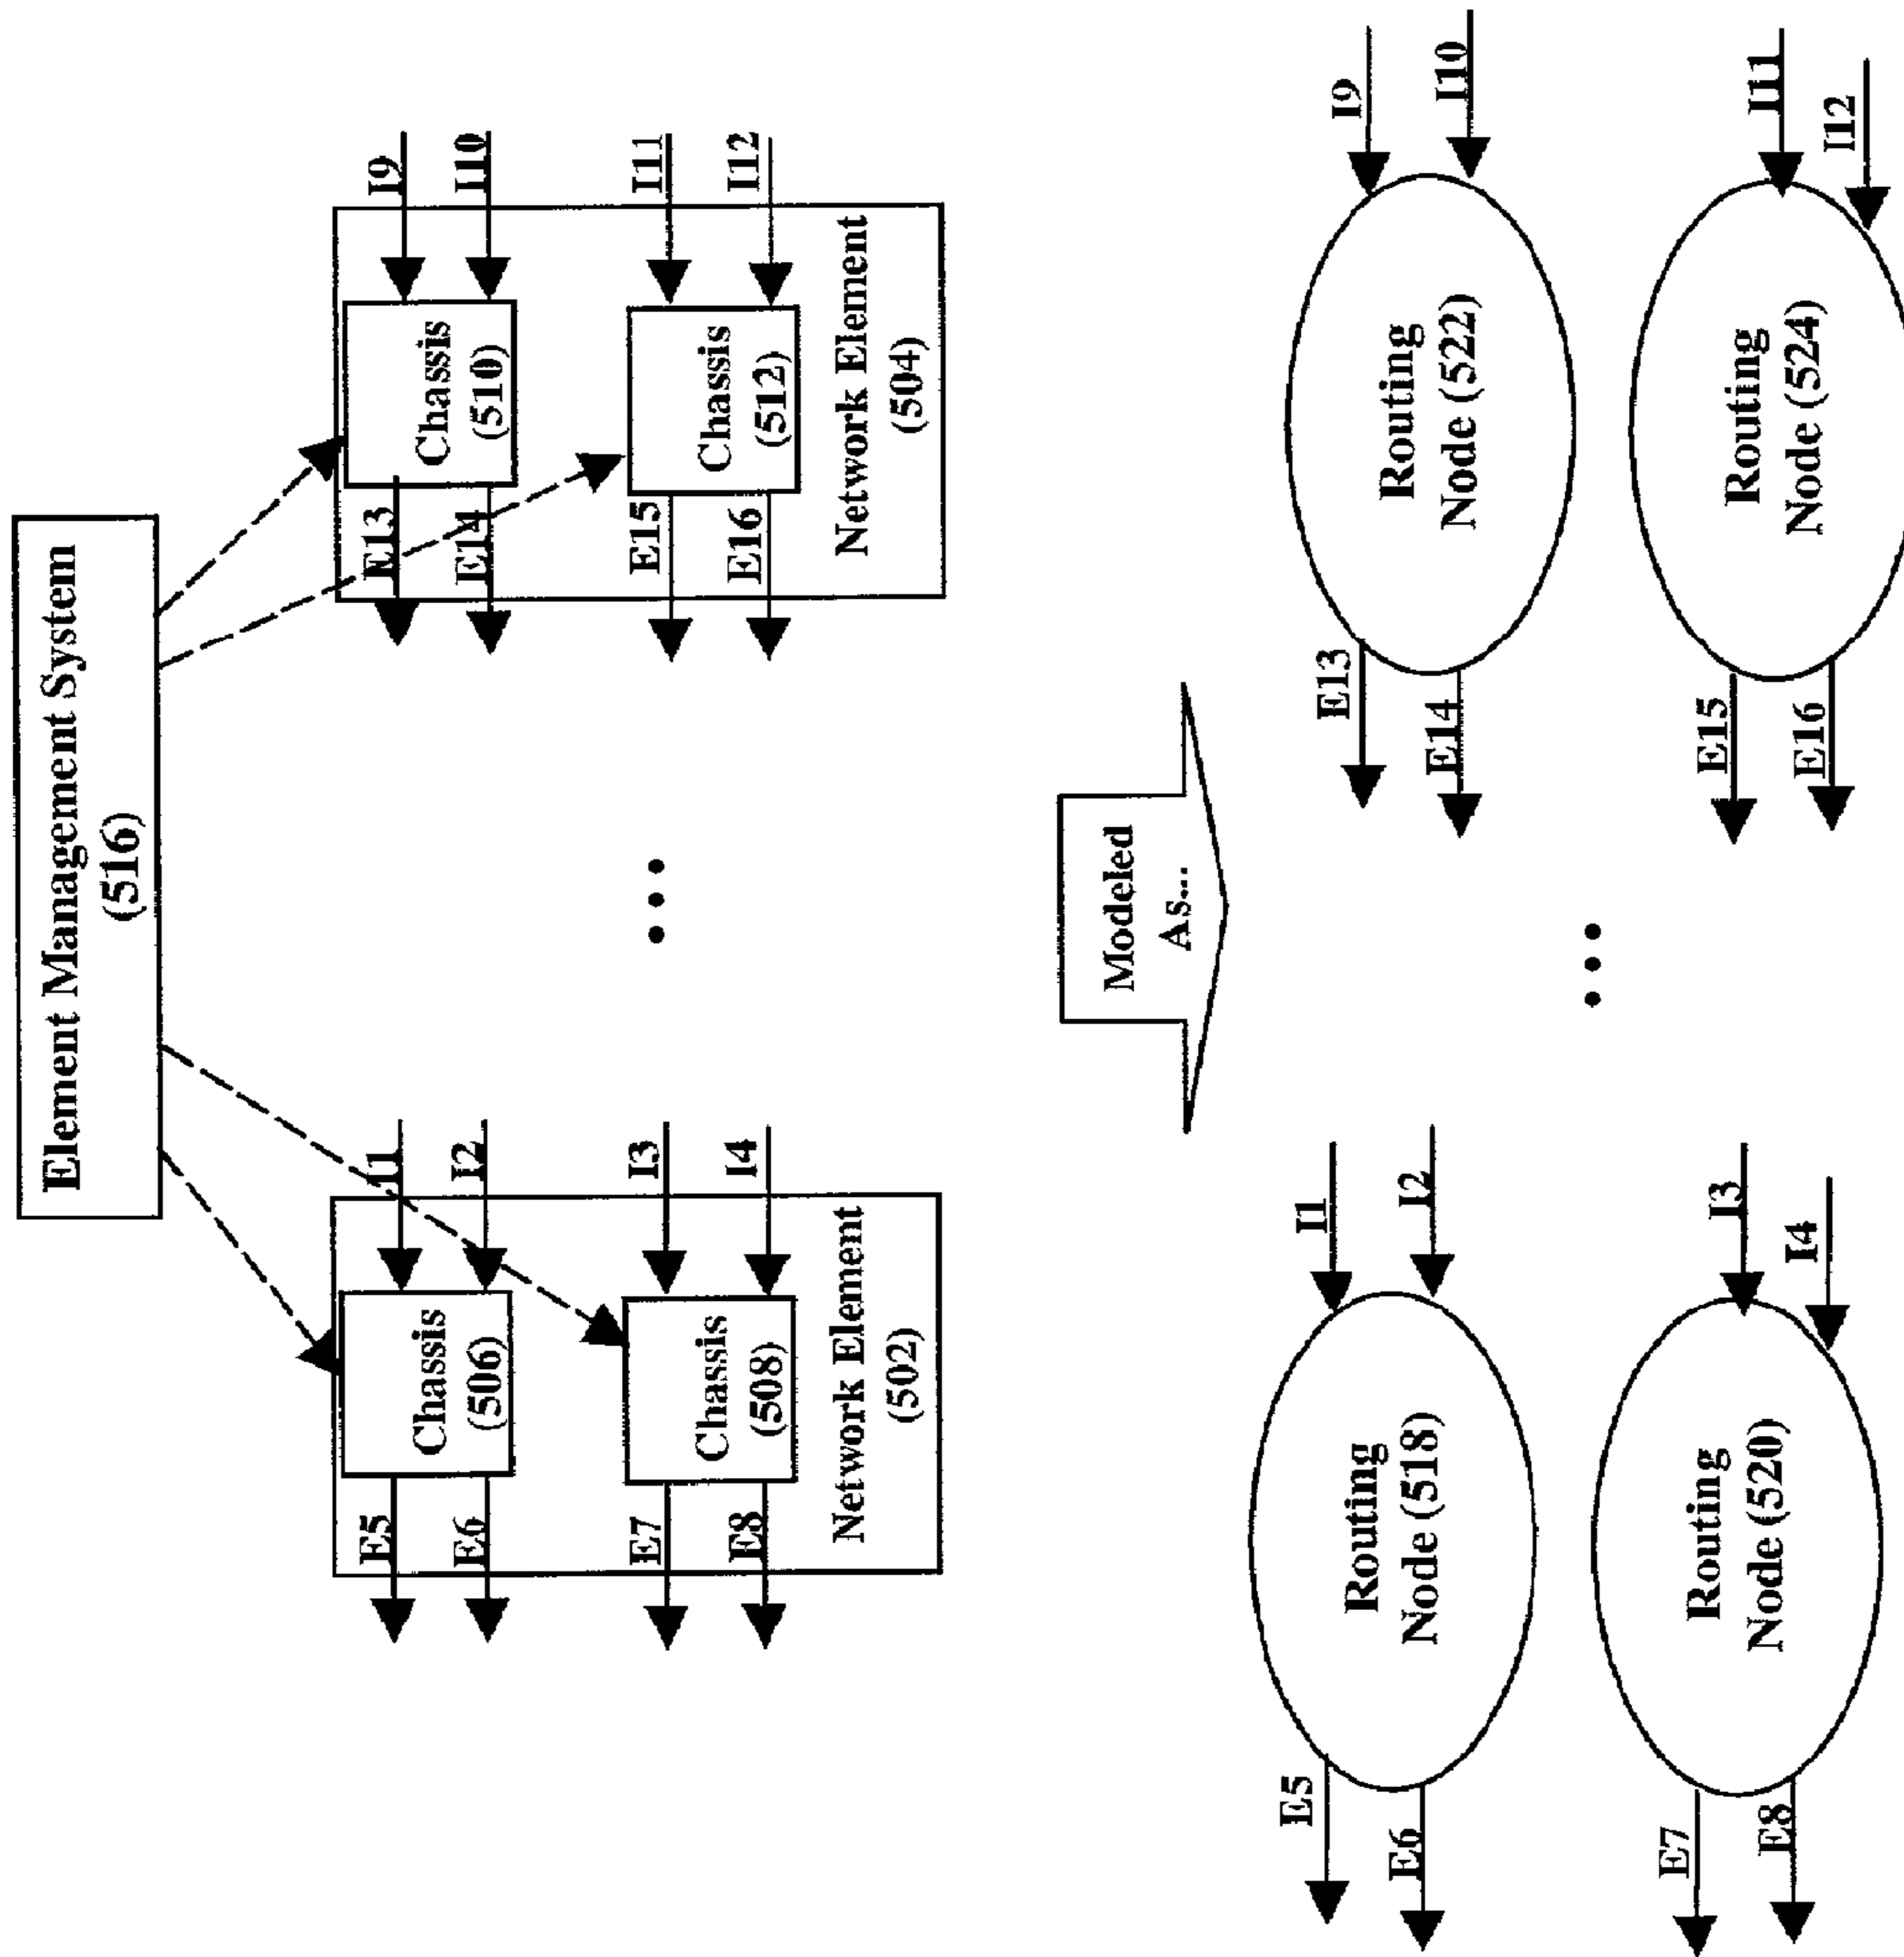 Element Management System
(516)
E5
Chassis
(506)
I1
E6
I2
E7
Chassis
(508)
I3
E8
I4
Network Element
(502)
E13
Chassis
(510)
I9
E14
I10
E15
Chassis
(512)
I11
E16
I12
Network Element
(504)
...
Modeled
As...
E5
Routing
Node (518)
I1
E6
I2
E7
Routing
Node (520)
I3
E8
I4
...
E13
Routing
Node (522)
I9
E14
I10
E15
Routing
Node (524)
I11
E16
I12